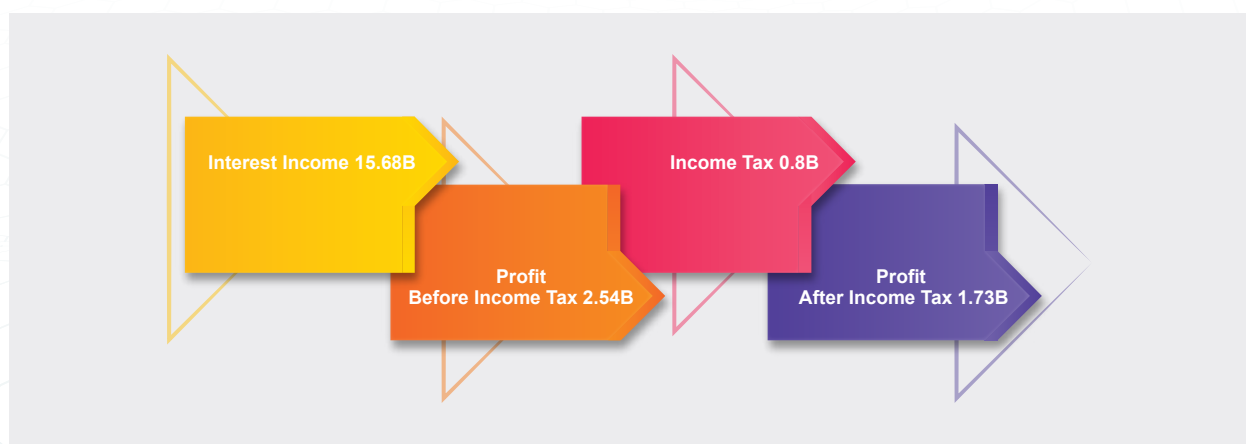 Interest Income 15.68B
Profit
Before Income Tax 2.54B
Income Tax 0.8B
Profit
After Income Tax 1.73B